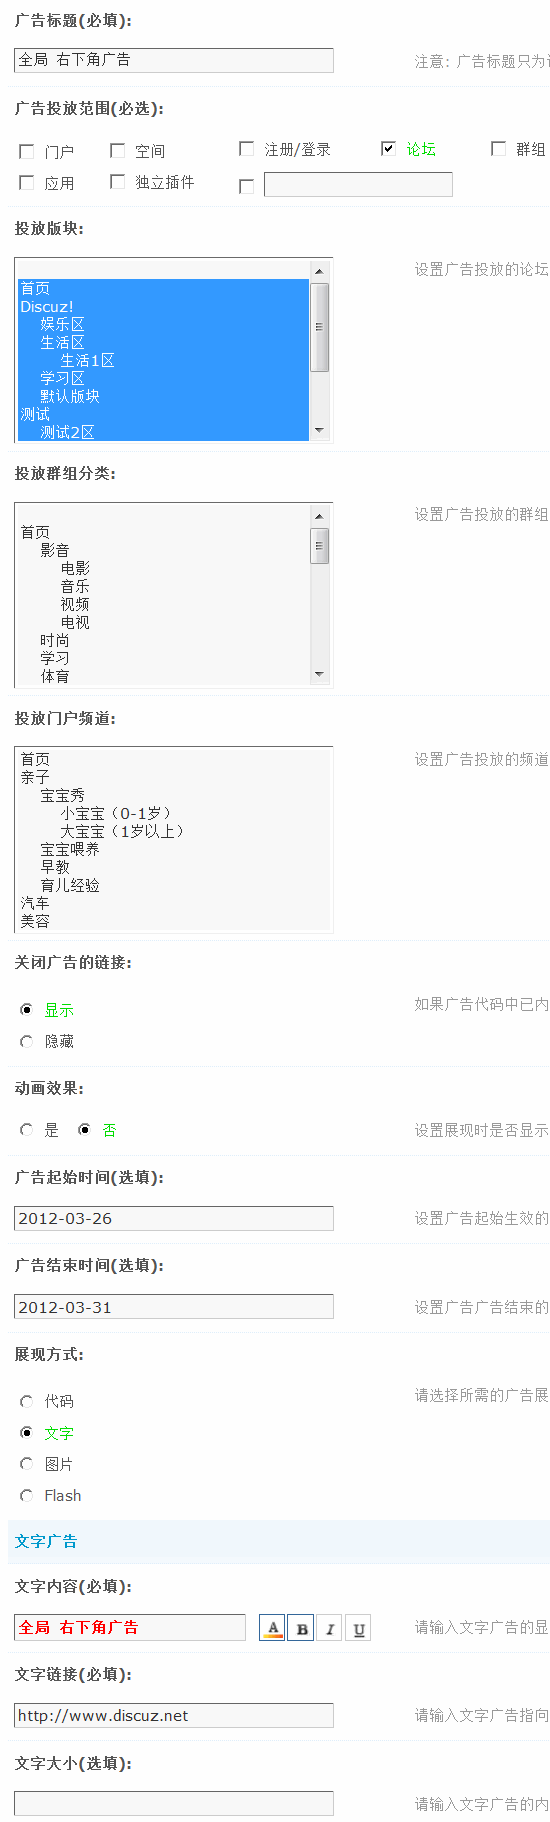 广告标题(必填):
全局 右下角广告
注意: 广告标题只为
广告投放范围(必选):
门户 空间 注册/登录 论坛 群组
应用 独立插件
投放版块:
设置广告投放的论坛
首页
Discuz!
娱乐区
生活区
生活1区
学习区
默认版块
测试
测试2区
投放群组分类:
设置广告投放的群组
首页
影音
电影
音乐
视频
电视
时尚
学习
体育
投放门户频道:
首页 设置广告投放的频道
亲子
宝宝秀
小宝宝（0-1岁）
大宝宝（1岁以上）
宝宝喂养
早教
育儿经验
汽车
美容
关闭广告的链接:
显示 如果广告代码中已内
隐藏
动画效果:
是 否 设置展现时是否显示
广告起始时间(选填):
2012-03-26 设置广告起始生效的
广告结束时间(选填):
2012-03-31 设置广告广告结束的
展现方式:
代码 请选择所需的广告展
文字
图片
Flash
文字广告
文字内容(必填):
全局 右下角广告 A B I U 请输入文字广告的显
文字链接(必填):
http://www.discuz.net 请输入文字广告指向
文字大小(选填):
请输入文字广告的内